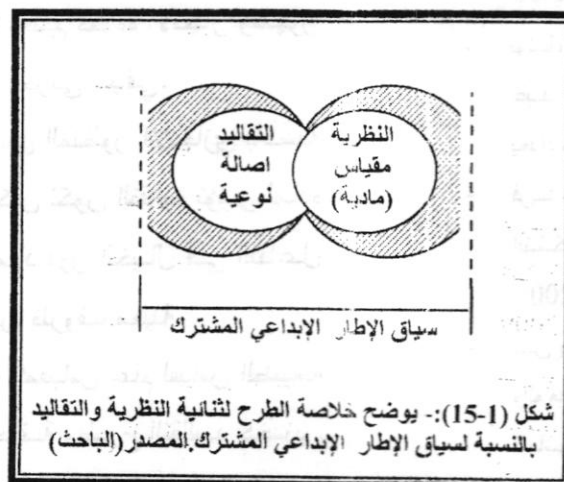 النظرية
مقياس
(مادية)
التقاليد
اصالة
نوعية
سياق الإطار الإبداعي المشترك
شكل (1-15):- يوضح خلاصة الطرح لثنائية النظرية والتقاليد
بالنسبة لسياق الإطار الإبداعي المشترك.المصدر(الباحث)